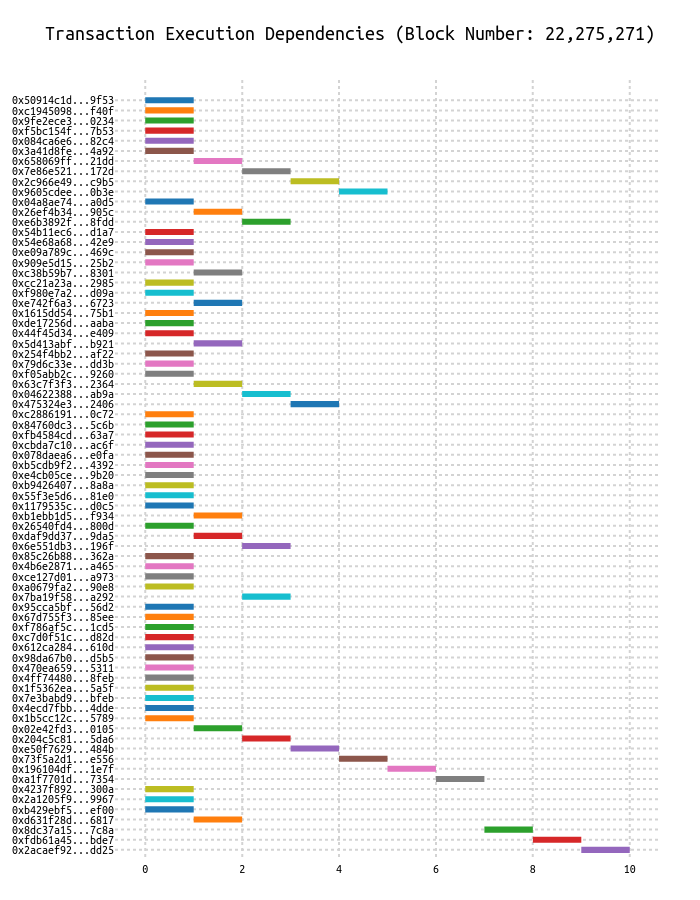 Transaction Execution Dependencies (Block Number: 22,275,271)
0x50914c1d...9f53
0xc1945098...f40f
0x9fe2ece3...0234
0xf5bc154f...7b53
0x084ca6e6...82c4
0x3a41d8fe...4a92
0x658069ff...21dd
0x7e86e521...172d
0x2c966e49...c9b5
0x9605cdee...0b3e
0x04a8ae74...a0d5
0x26ef4b34...905c
0xe6b3892f...8fdd
0x54b11ec6...d1a7
0x54e68a68...42e9
0xe09a789c...469c
0x909e5d15...25b2
0xc38b59b7...8301
0xcc21a23a...2985
0xf980e7a2...d09a
0xe742f6a3...6723
0x1615dd54...75b1
0xde17256d...aaba
0x44f45d34...e409
0x5d413abf...b921
0x254f4bb2...af22
0x79d6c33e...dd3b
0xf05abb2c...9260
0x63c7f3f3...2364
0x04622388...ab9a
0x475324e3...2406
0xc2886191...0c72
0x84760dc3...5c6b
0xfb4584cd...63a7
0xcbda7c10...ac6f
0x078daea6...e0fa
0xb5cdb9f2...4392
0xe4cb05ce...9b20
0xb9426407...8a8a
0x55f3e5d6...81e0
0x1179535c...d0c5
0xb1ebb1d5...f934
0x26540fd4...800d
0xdaf9dd37...9da5
0x6e551db3...196f
0x85c26b88...362a
0x4b6e2871...a465
0xce127d01...a973
0xa0679fa2...90e8
0x7ba19f58...a292
0x95cca5bf...56d2
0x67d755f3...85ee
0xf786af5c...1cd5
0xc7d0f51c...d82d
0x612ca284...610d
0x98da67b0...d5b5
0x470ea659...5311
0x4ff74480...8feb
0x1f5362ea...5a5f
0x7e3babd9...bfeb
0x4ecd7fbb...4dde
0x1b5cc12c...5789
0x02e42fd3...0105
0x204c5c81...5da6
0xe50f7629...484b
0x73f5a2d1...e556
0x196104df...1e7f
0xa1f7701d...7354
0x4237f892...300a
0x2a1205f9...9967
0xb429ebf5...ef00
0xd631f28d...6817
0x8dc37a15...7c8a
0xfdb61a45...bde7
0x2acaef92...dd25
0 2 4 6 8 10